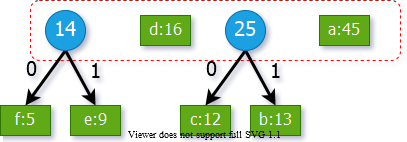 14 d:16 25 a:45
0 1 0 1
f:5 e:9 c:12 b:13
Viewer does not support full SVG 1.1